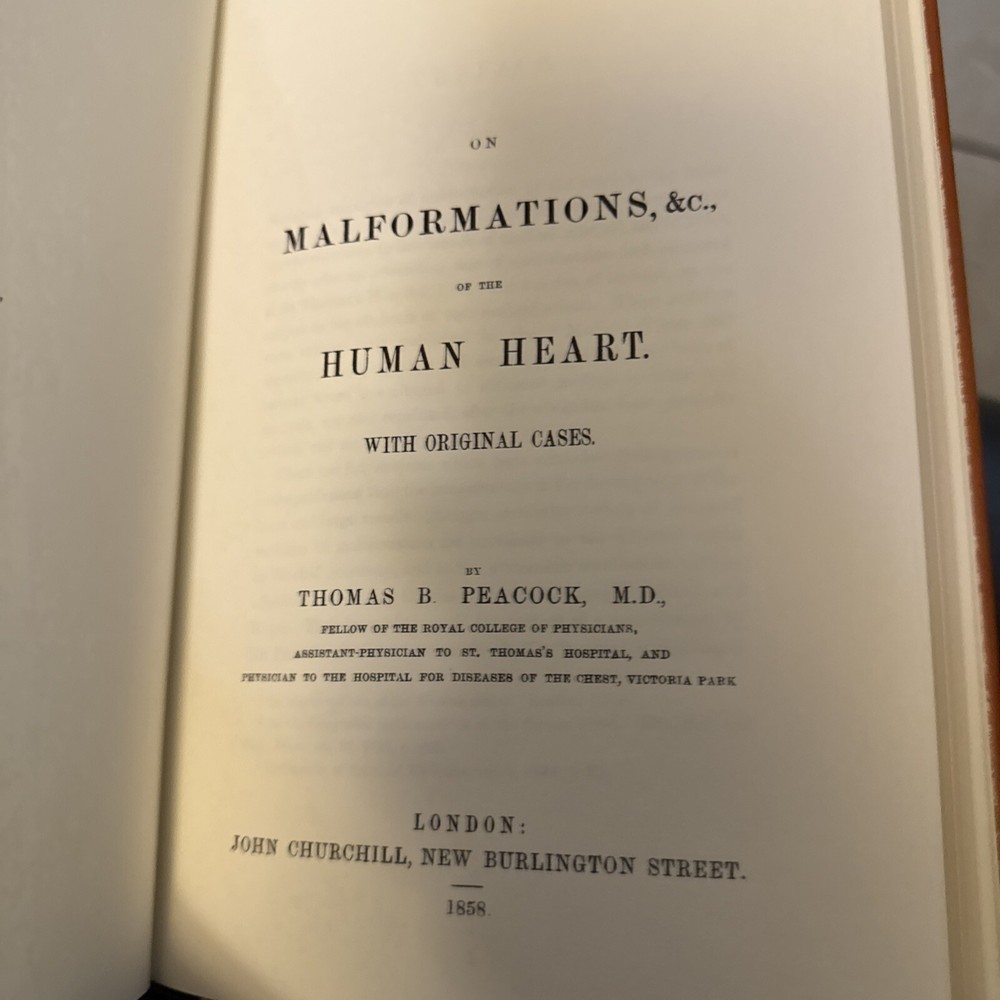 ON
MALFORMATIONS, &c.,
OF THE
HUMAN HEART.
WITH ORIGINAL CASES.
BY
THOMAS B. PEACOCK, M.D.,
FELLOW OF THE ROYAL COLLEGE OF PHYSICIANS,
ASSISTANT-PHYSICIAN TO ST. THOMAS'S HOSPITAL, AND
PHYSICIAN TO THE HOSPITAL FOR DISEASES OF THE CHEST, VICTORIA PARK
LONDON:
JOHN CHURCHILL, NEW BURLINGTON STREET.
1858.